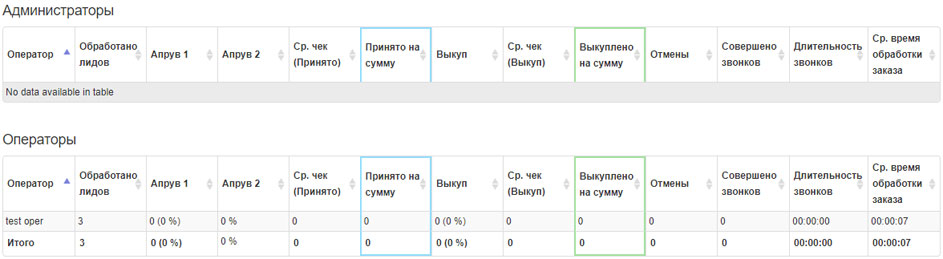 Администраторы
Оператор Обработано лидов Апрув 1 Апрув 2 Ср. чек (Принято) Принято на сумму Выкуп Ср. чек (Выкуп) Выкуплено на сумму Отмены Совершено звонков Длительность звонков Ср. время обработки заказа
No data available in table
Операторы
Оператор Обработано лидов Апрув 1 Апрув 2 Ср. чек (Принято) Принято на сумму Выкуп Ср. чек (Выкуп) Выкуплено на сумму Отмены Совершено звонков Длительность звонков Ср. время обработки заказа
test oper 3 0 (0 %) 0 % 0 0 0 (0 %) 0 0 0 0 00:00:00 00:00:07
Итого 3 0 (0 %) 0 % 0 0 0 (0 %) 0 0 0 0 00:00:00 00:00:07